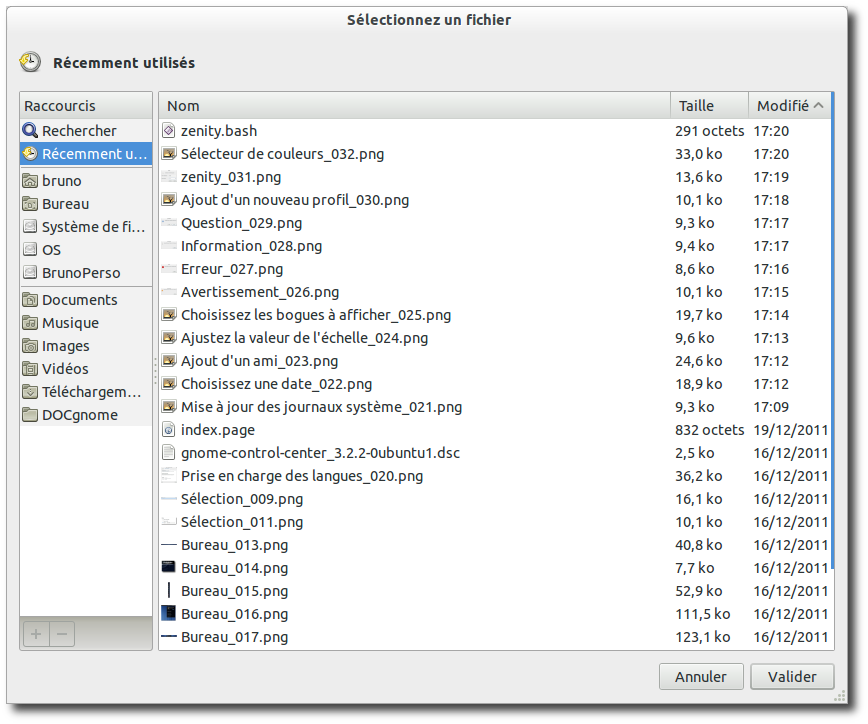 Sélectionnez un fichier
Récemment utilisés
Raccourcis
Rechercher
Récemment u...
bruno
Bureau
Système de fi...
OS
BrunoPerso
Documents
Musique
Images
Vidéos
Téléchargem...
DOCgnome
Nom Taille Modifié
zenity.bash 291 octets 17:20
Sélecteur de couleurs_032.png 33,0 ko 17:20
zenity_031.png 13,6 ko 17:19
Ajout d'un nouveau profil_030.png 10,1 ko 17:18
Question_029.png 9,3 ko 17:17
Information_028.png 9,4 ko 17:17
Erreur_027.png 8,6 ko 17:16
Avertissement_026.png 10,1 ko 17:15
Choisissez les bogues à afficher_025.png 19,7 ko 17:14
Ajustez la valeur de l'échelle_024.png 9,6 ko 17:13
Ajout d'un ami_023.png 24,6 ko 17:12
Choisissez une date_022.png 18,9 ko 17:12
Mise à jour des journaux système_021.png 9,3 ko 17:09
index.page 832 octets 19/12/2011
gnome-control-center_3.2.2-0ubuntu1.dsc 2,5 ko 16/12/2011
Prise en charge des langues_020.png 36,2 ko 16/12/2011
Sélection_009.png 16,1 ko 16/12/2011
Sélection_011.png 10,1 ko 16/12/2011
Bureau_013.png 40,8 ko 16/12/2011
Bureau_014.png 7,7 ko 16/12/2011
Bureau_015.png 52,9 ko 16/12/2011
Bureau_016.png 111,5 ko 16/12/2011
Bureau_017.png 123,1 ko 16/12/2011
Annuler Valider